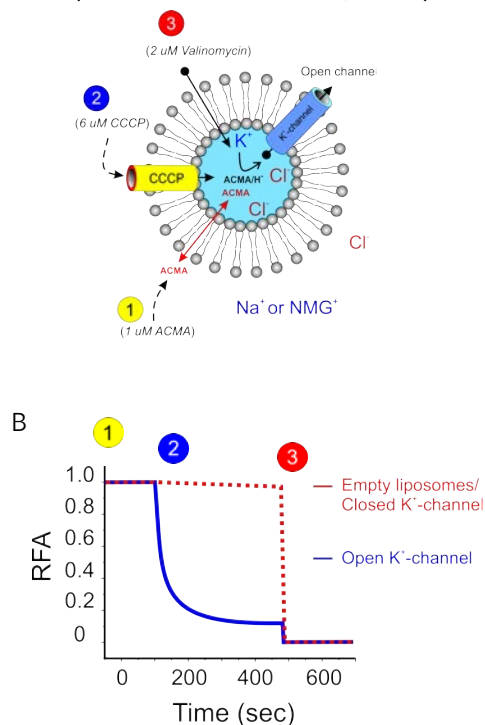 3
(2 uM Valinomycin)
Open channe
2
(6 uM CCCP)
K⁺-channel
K⁺
CCCP
ACMA/H⁺
Cl⁻
ACMA
Cl⁻
Cl⁻
ACMA
1
(1 uM ACMA)
Na⁺ or NMG⁺
B
1
2
3
1.0
0.8
0.6
0.4
0.2
0
RFA
Empty liposomes/
Closed K⁺-channel
Open K⁺-channel
0 200 400 600
Time (sec)